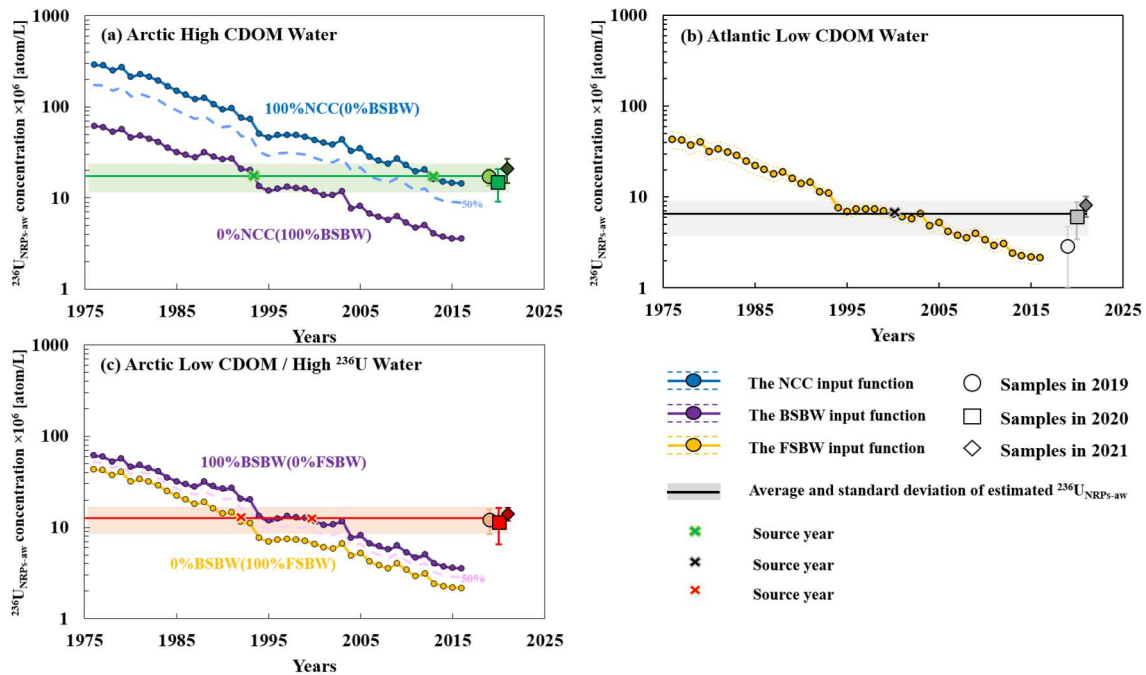 (a) Arctic High CDOM Water
²³⁶U_NRPs-aw concentration ×10⁶ [atom/L]
1000
100
10
1
100%NCC(0%BSBW)
50%
0%NCC(100%BSBW)
1975 1985 1995 2005 2015 2025
Years
(b) Atlantic Low CDOM Water
²³⁶U_NRPs-aw concentration ×10⁶ [atom/L]
1000
100
10
1
1975 1985 1995 2005 2015 2025
Years
(c) Arctic Low CDOM / High ²³⁶U Water
²³⁶U_NRPs-aw concentration ×10⁶ [atom/L]
1000
100
10
1
100%BSBW(0%FSBW)
0%BSBW(100%FSBW)
50%
1975 1985 1995 2005 2015 2025
Years
The NCC input function
The BSBW input function
The FSBW input function
Samples in 2019
Samples in 2020
Samples in 2021
Average and standard deviation of estimated ²³⁶U_NRPs-aw
Source year
Source year
Source year